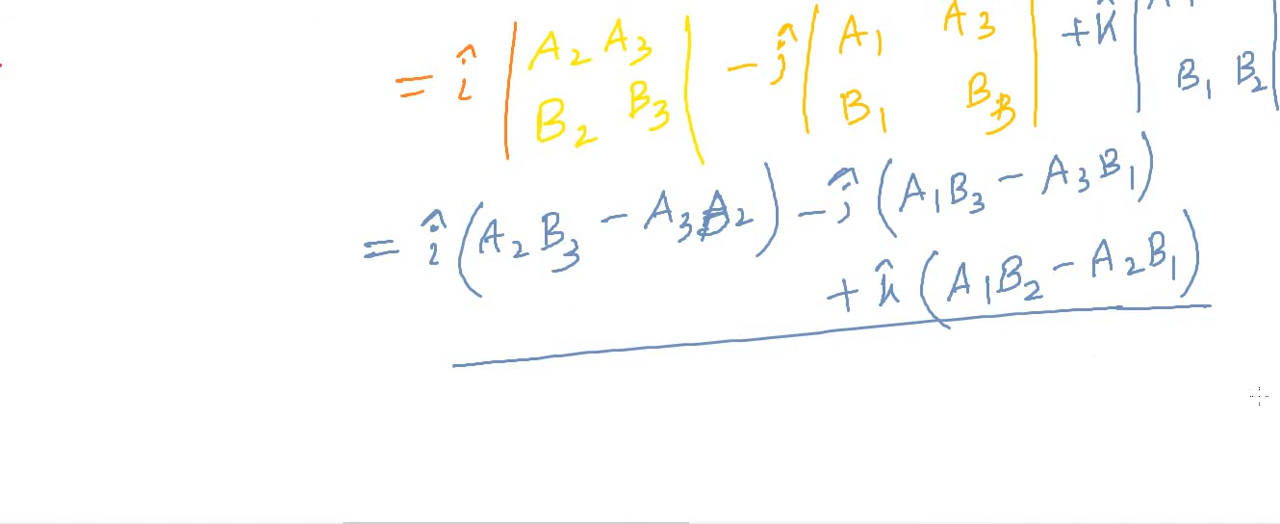 = î | A₂ A₃ | − ĵ | A₁ A₃ | + k̂ |
| B₂ B₃ | | B₁ B₃ | | B₁ B₂ |
= î (A₂B₃ − A₃B₂) − ĵ (A₁B₃ − A₃B₁)
+ k̂ (A₁B₂ − A₂B₁)